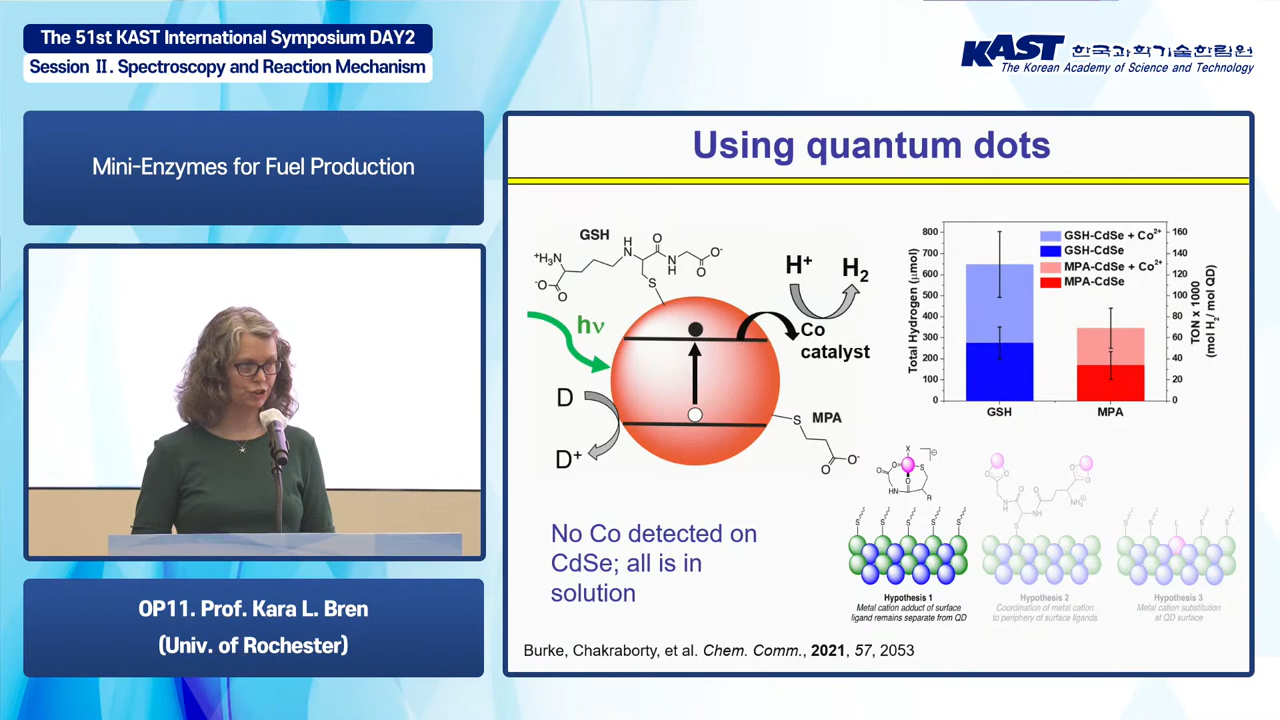 The 51st KAST International Symposium DAY2
Session Ⅱ. Spectroscopy and Reaction Mechanism
KAST 한국과학기술한림원
The Korean Academy of Science and Technology
Mini-Enzymes for Fuel Production
OP11. Prof. Kara L. Bren
(Univ. of Rochester)
Using quantum dots
GSH
⁺H₃N
H
N
O
O⁻
N
H
O
O⁻
O
⁻O
S
hν
D
D⁺
H⁺ H₂
Co
catalyst
MPA
S
O
O⁻
Total Hydrogen (μmol)
800
700
600
500
400
300
200
100
0
GSH-CdSe + Co²⁺
GSH-CdSe
MPA-CdSe + Co²⁺
MPA-CdSe
160
140
120
100
80
60
40
20
0
TON x 1000
(mol H₂/ mol QD)
GSH MPA
No Co detected on
CdSe; all is in
solution
X
O
S
O
HN
O
R
S S S S S
Hypothesis 1
Metal cation adduct of surface
ligand remains separate from QD
Hypothesis 2
Coordination of metal cation
to periphery of surface ligands
Hypothesis 3
Metal cation substitution
at QD surface
Burke, Chakraborty, et al. Chem. Comm., 2021, 57, 2053